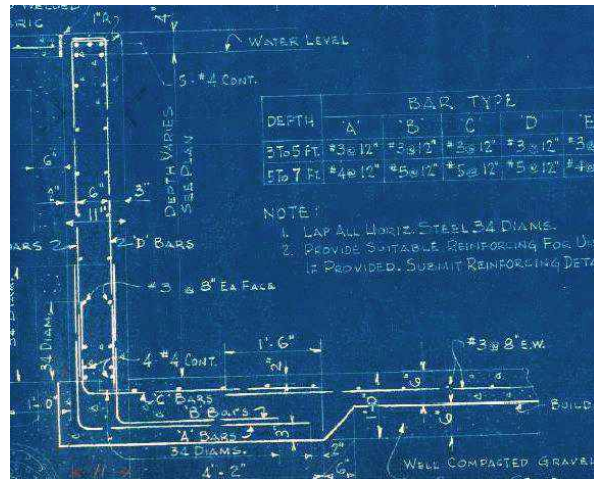 1"R
WATER LEVEL
5 - #4 CONT.
DEPTH VARIES
SEE PLAN
BAR TYPE
DEPTH 'A' 'B' 'C' 'D
3 To 5 FT. #3@12" #3@12" #3@12" #3@12"
5 To 7 FT. #4@12" #5@12" #5@12" #5@12"
6"
6" 3"
11"
NOTE:
1. LAP ALL HORIZ. STEEL 34 DIAMS.
2. PROVIDE SUITABLE REINFORCING FOR
IF PROVIDED. SUBMIT REINFORCING
BARS 'D' BARS
#3 @ 8" EA FACE
34 DIAM.
1'-6"
4 #4 CONT.
#3@8" E.W.
'C' BARS
'B' BARS
'A' BARS
34 DIAMS.
4'-2"
2"
6"
WELL COMPACTED